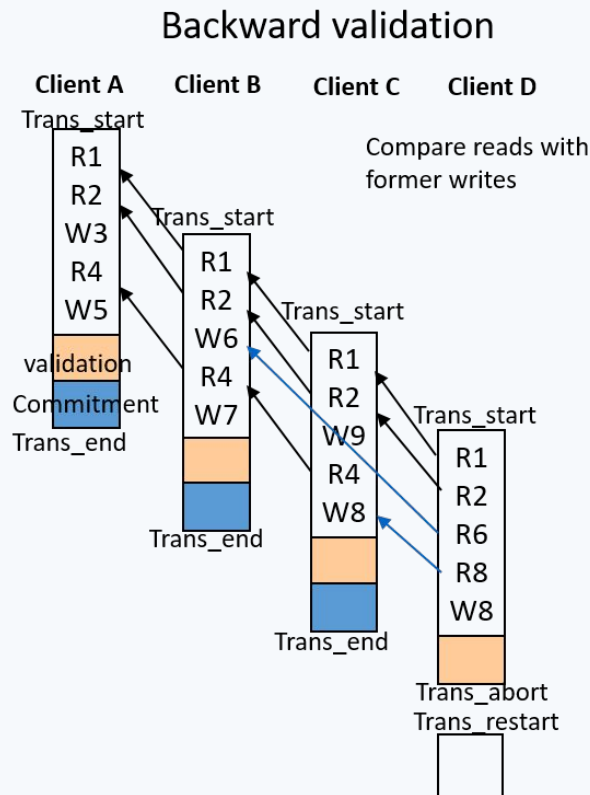 Backward validation
Client A
Client B
Client C
Client D
Compare reads with
former writes
Trans_start
R1
R2
W3
R4
W5
validation
Commitment
Trans_end
Trans_start
R1
R2
W6
R4
W7
Trans_end
Trans_start
R1
R2
W9
R4
W8
Trans_end
Trans_start
R1
R2
R6
R8
W8
Trans_abort
Trans_restart